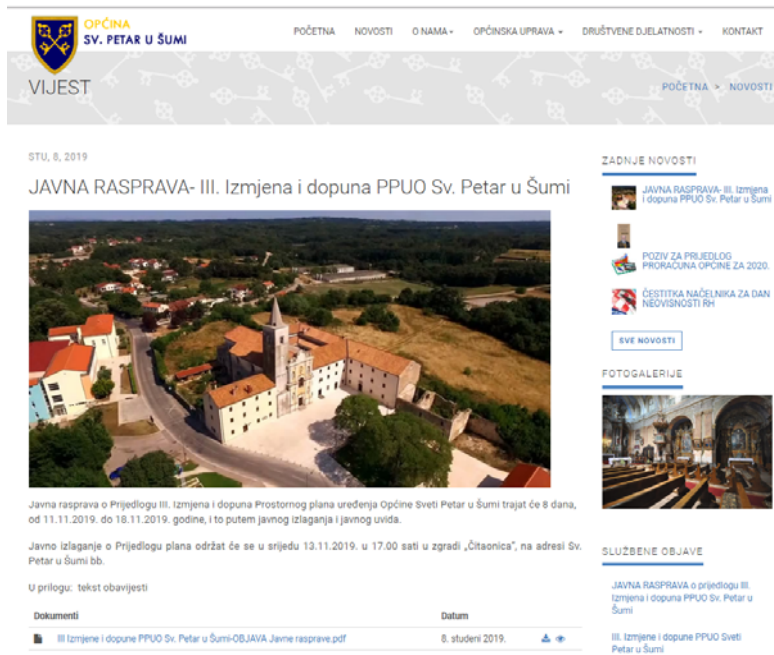 OPĆINA
SV. PETAR U ŠUMI
POČETNA NOVOSTI O NAMA OPĆINSKA UPRAVA DRUŠTVENE DJELATNOSTI KONTAKT
VIJEST
POČETNA > NOVOSTI
STU, 8, 2019
JAVNA RASPRAVA- III. Izmjena i dopuna PPUO Sv. Petar u Šumi
Javna rasprava o Prijedlogu III. Izmjena i dopuna Prostornog plana uređenja Općine Sveti Petar u Šumi trajat će 8 dana,
od 11.11.2019. do 18.11.2019. godine, i to putem javnog izlaganja i javnog uvida.
Javno izlaganje o Prijedlogu plana održat će se u srijedu 13.11.2019. u 17.00 sati u zgradi „Čitaonica", na adresi Sv.
Petar u Šumi bb.
U prilogu: tekst obavijesti
Dokumenti Datum
III Izmjene i dopune PPUO Sv. Petar u Šumi-OBJAVA Javne rasprave.pdf 8. studeni 2019.
ZADNJE NOVOSTI
JAVNA RASPRAVA- III. Izmjena
i dopuna PPUO Sv. Petar u Šumi
POZIV ZA PRIJEDLOG
PRORAČUNA OPĆINE ZA 2020.
ČESTITKA NAČELNIKA ZA DAN
NEOVISNOSTI RH
SVE NOVOSTI
FOTOGALERIJE
SLUŽBENE OBJAVE
JAVNA RASPRAVA o prijedlogu III.
Izmjena i dopuna PPUO Sv. Petar u
Šumi
III. Izmjene i dopune PPUO Sveti
Petar u Šumi